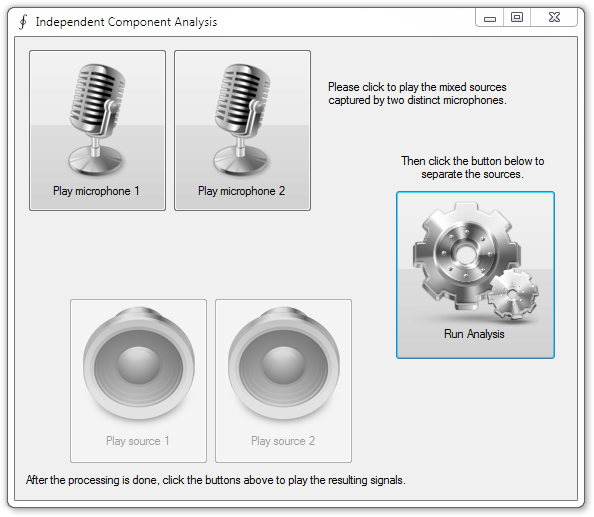 Independent Component Analysis
Play microphone 1
Play microphone 2
Please click to play the mixed sources
captured by two distinct microphones.
Then click the button below to
separate the sources.
Run Analysis
Play source 1
Play source 2
After the processing is done, click the buttons above to play the resulting signals.